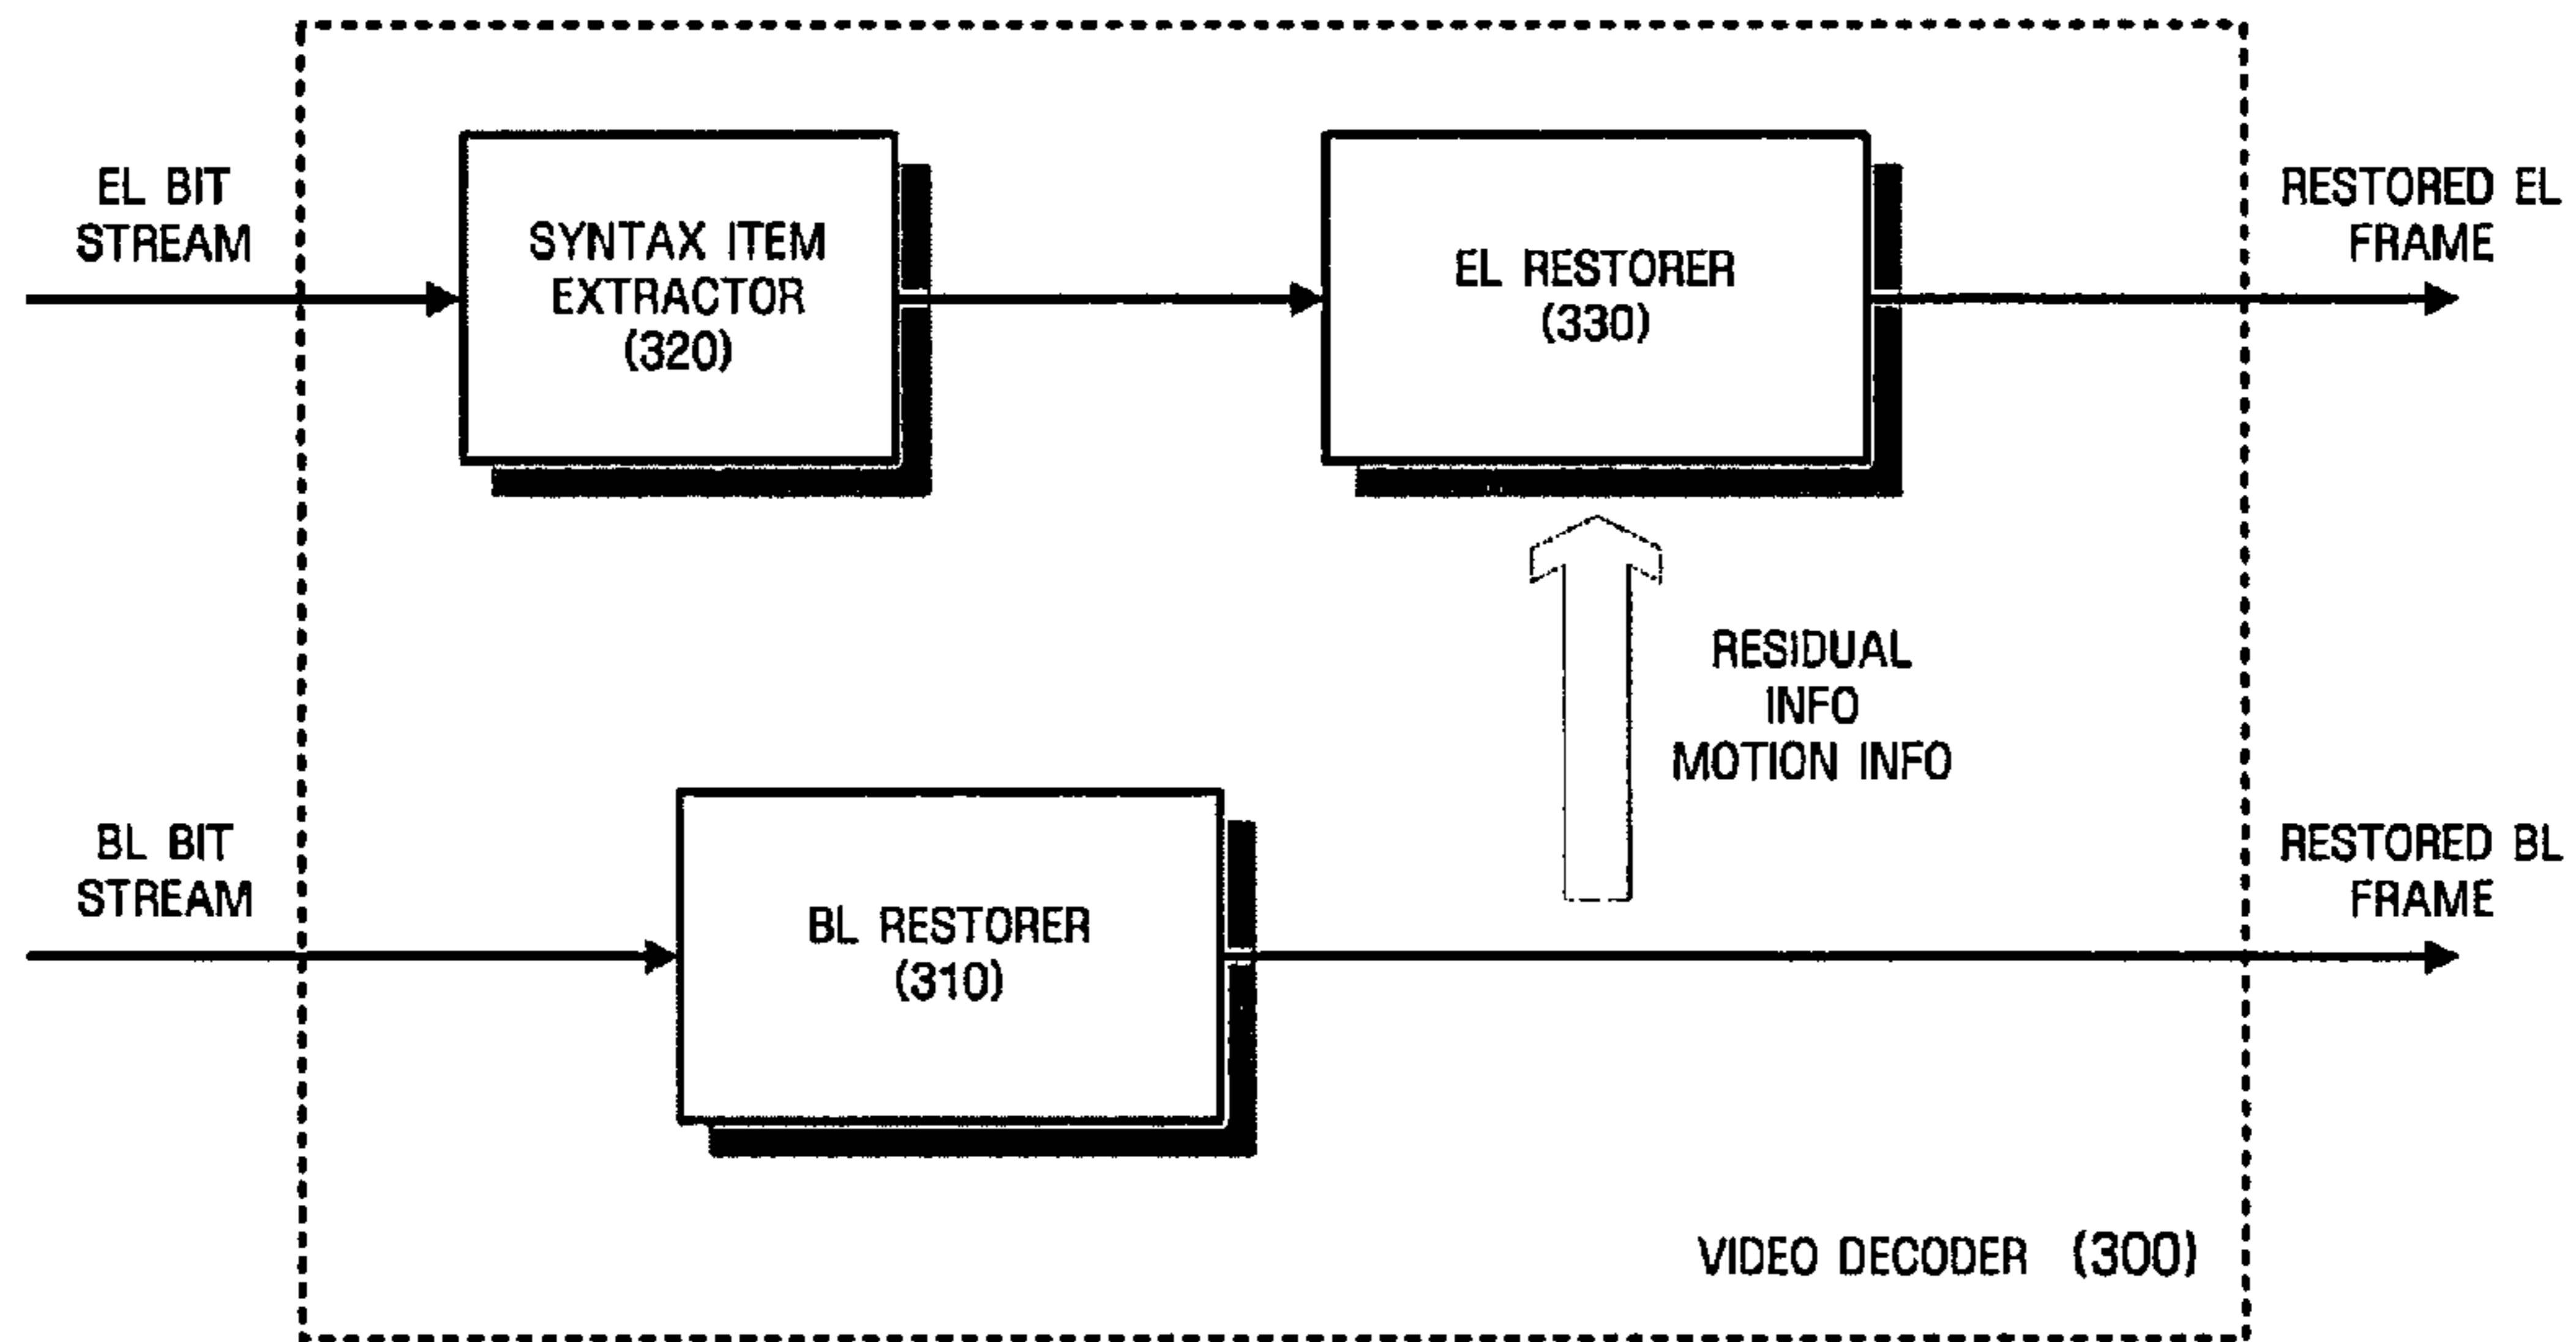 EL BIT
STREAM
SYNTAX ITEM
EXTRACTOR
(320)
EL RESTORER
(330)
RESTORED EL
FRAME
RESIDUAL
INFO
MOTION INFO
BL BIT
STREAM
BL RESTORER
(310)
RESTORED BL
FRAME
VIDEO DECODER (300)